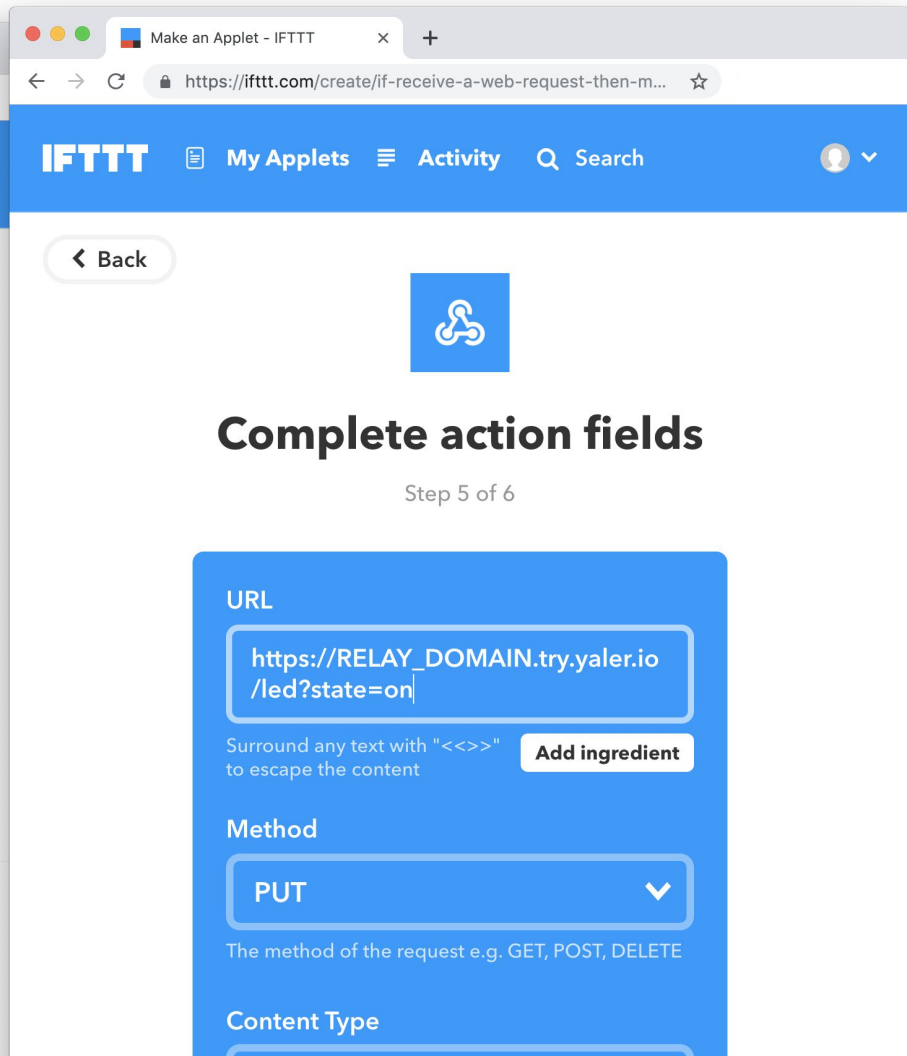 Make an Applet - IFTTT
https://ifttt.com/create/if-receive-a-web-request-then-m...
IFTTT My Applets Activity Search
Back
Complete action fields
Step 5 of 6
URL
https://RELAY_DOMAIN.try.yaler.io
/led?state=on
Surround any text with "<<>>"
to escape the content
Add ingredient
Method
PUT
The method of the request e.g. GET, POST, DELETE
Content Type